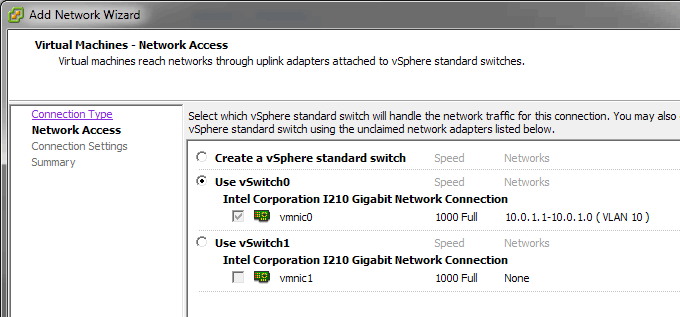 Add Network Wizard
Virtual Machines - Network Access
Virtual machines reach networks through uplink adapters attached to vSphere standard switches.
Connection Type
Network Access
Connection Settings
Summary
Select which vSphere standard switch will handle the network traffic for this connection. You may also
vSphere standard switch using the unclaimed network adapters listed below.
Create a vSphere standard switch Speed Networks
Use vSwitch0 Speed Networks
Intel Corporation I210 Gigabit Network Connection
vmnic0 1000 Full 10.0.1.1-10.0.1.0 ( VLAN 10 )
Use vSwitch1 Speed Networks
Intel Corporation I210 Gigabit Network Connection
vmnic1 1000 Full None